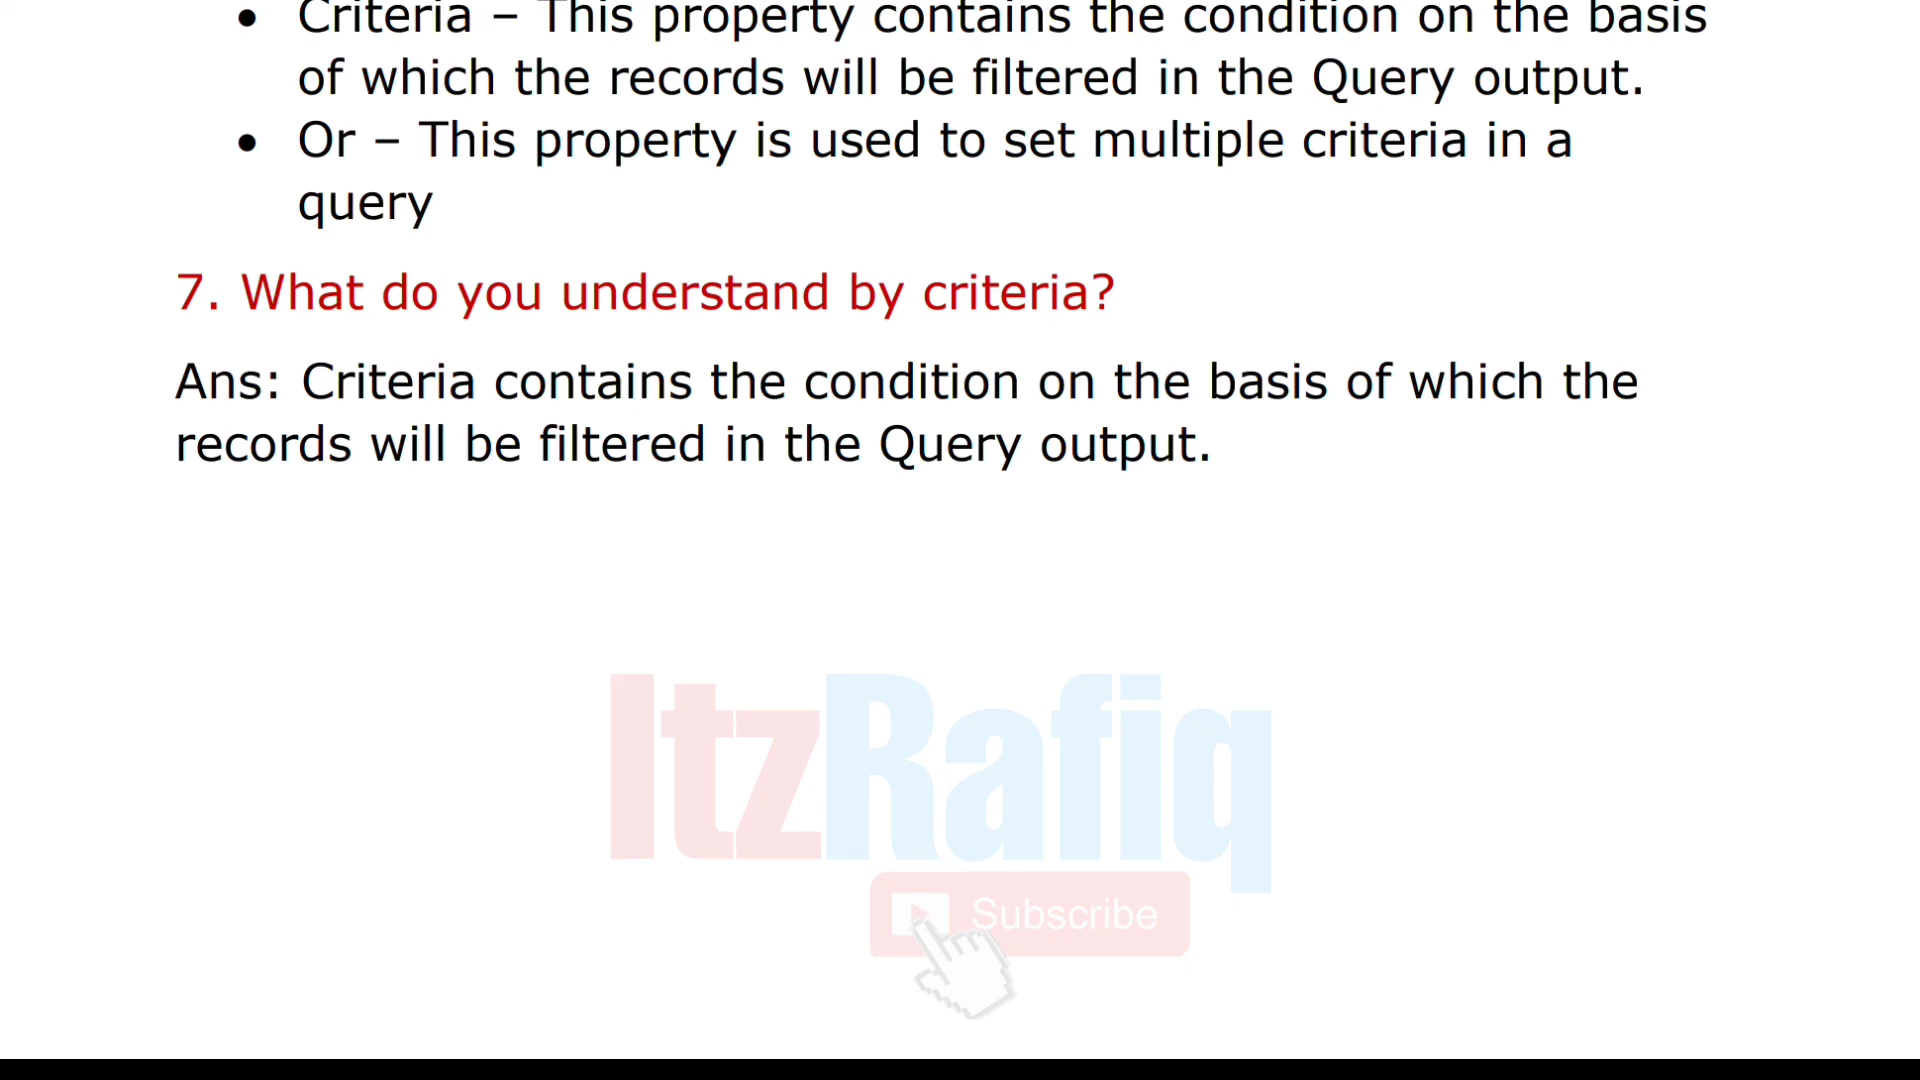 • Criteria – This property contains the condition on the basis
of which the records will be filtered in the Query output.
• Or – This property is used to set multiple criteria in a
query
7. What do you understand by criteria?
Ans: Criteria contains the condition on the basis of which the
records will be filtered in the Query output.
ItzRafiq
Subscribe